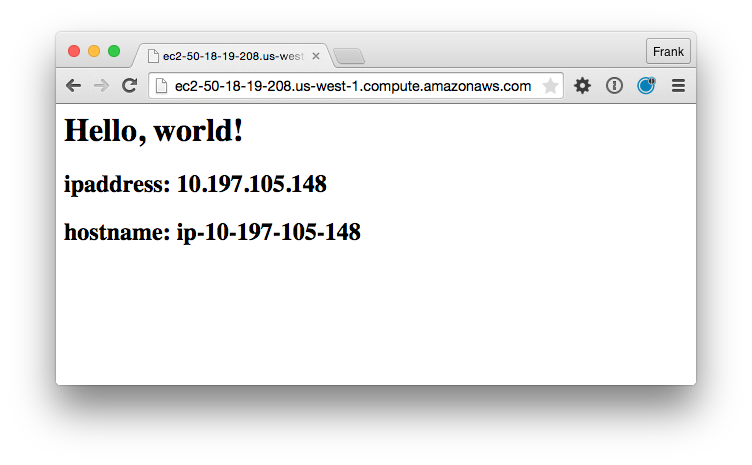 ec2-50-18-19-208.us-west
Frank
ec2-50-18-19-208.us-west-1.compute.amazonaws.com
Hello, world!
ipaddress: 10.197.105.148
hostname: ip-10-197-105-148